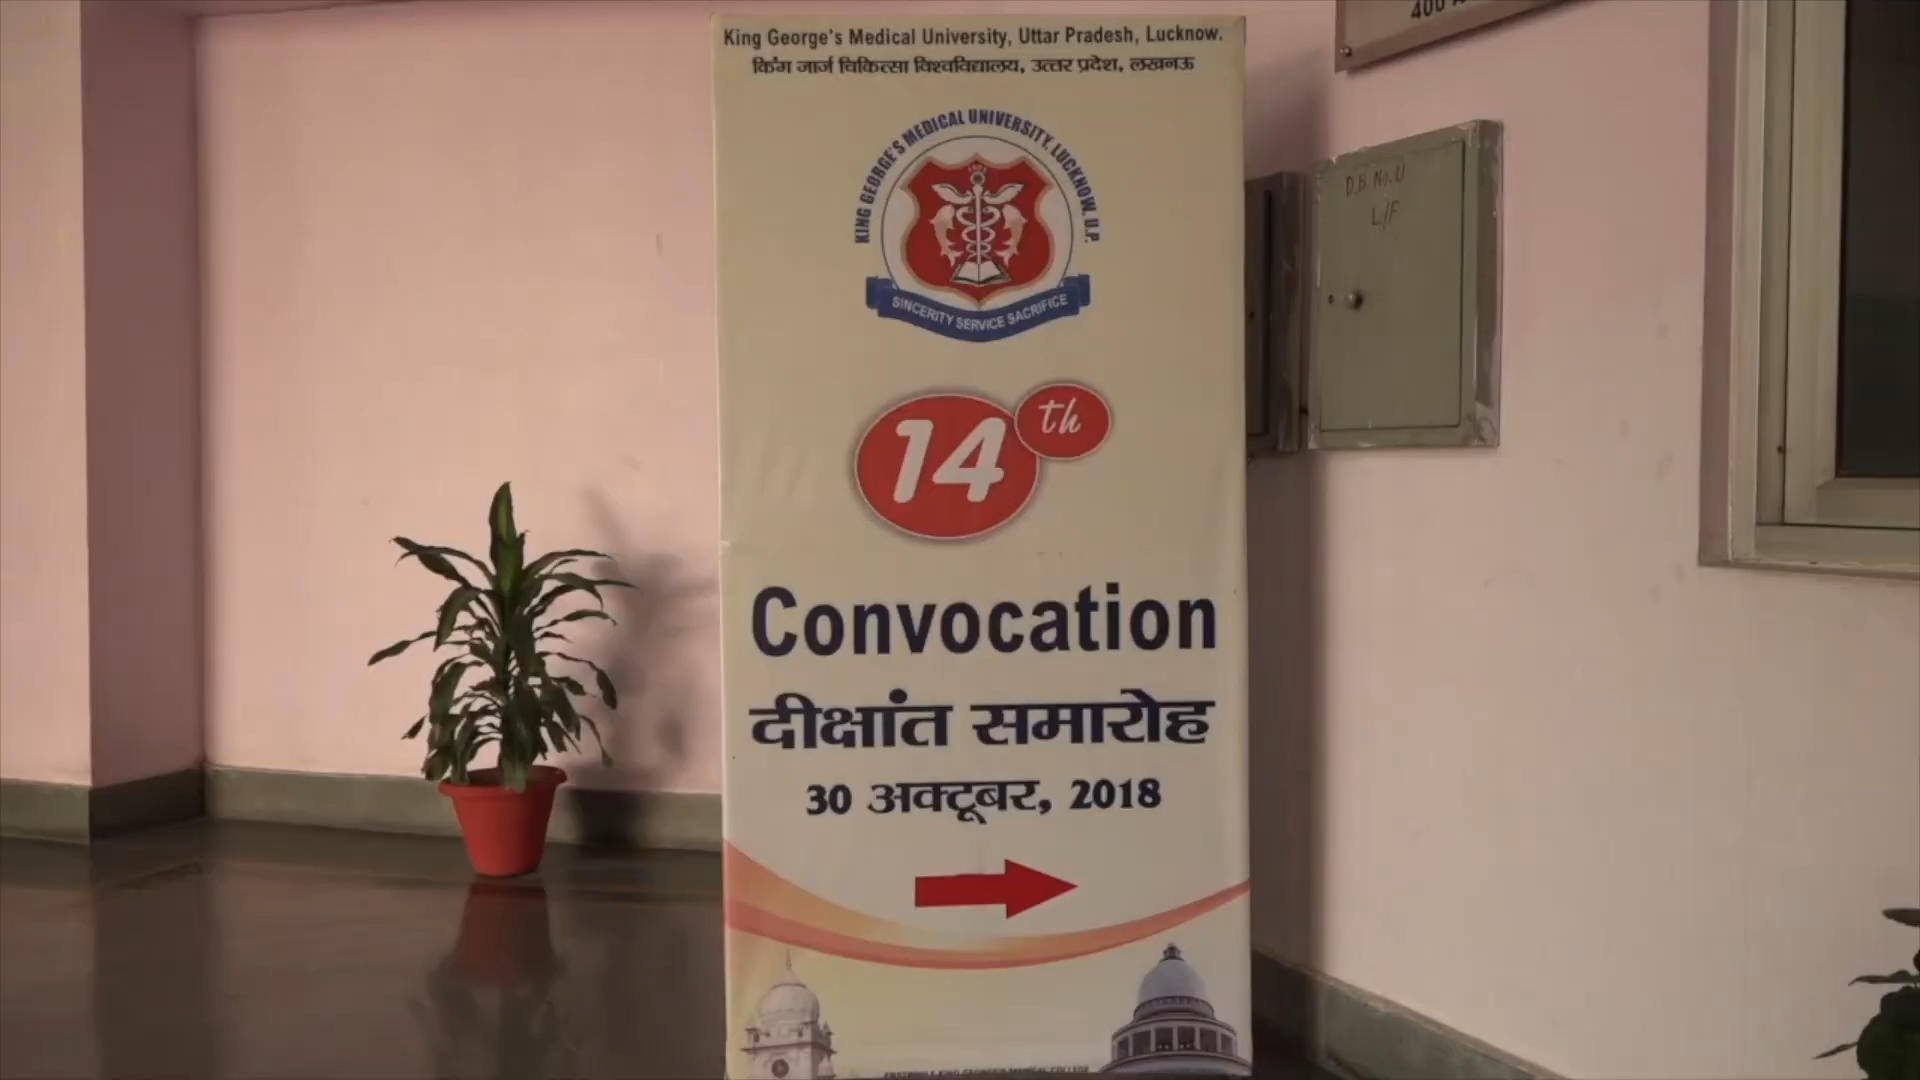 King George's Medical University, Uttar Pradesh, Lucknow.
किंग जार्ज चिकित्सा विश्वविद्यालय, उत्तर प्रदेश, लखनऊ
KING GEORGE'S MEDICAL UNIVERSITY, LUCKNOW, U.P.
SINCERITY SERVICE SACRIFICE
14th
Convocation
दीक्षांत समारोह
30 अक्टूबर, 2018
400
D.B. No.
L/F